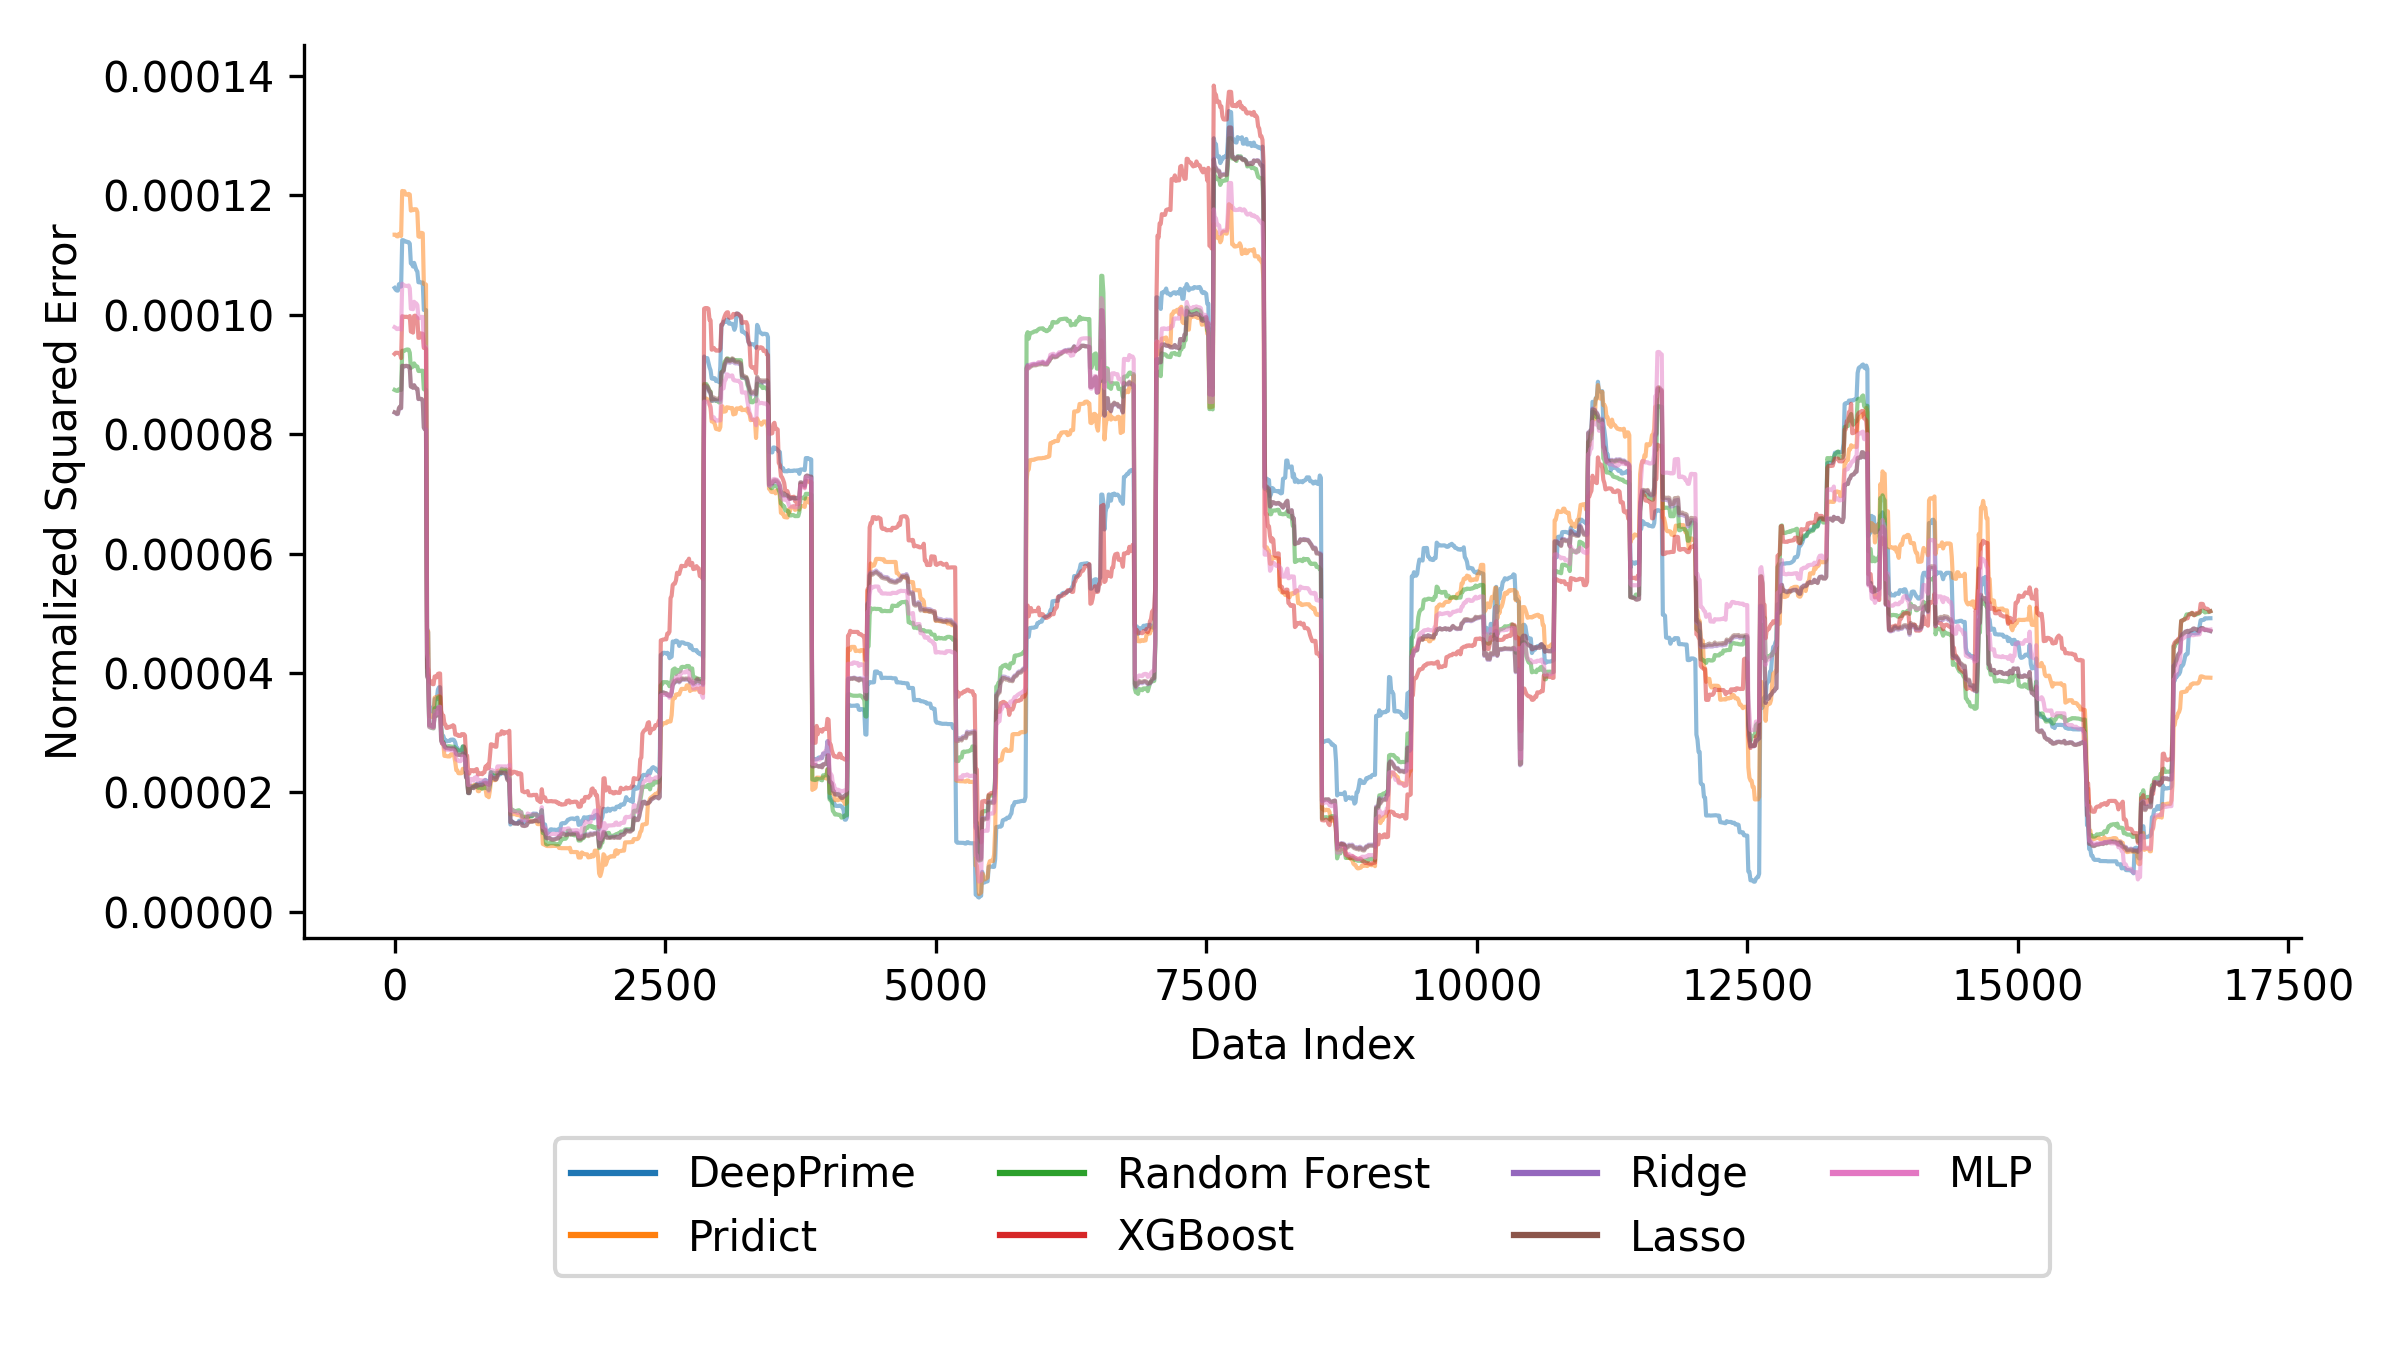 Normalized Squared Error
0.00014
0.00012
0.00010
0.00008
0.00006
0.00004
0.00002
0.00000
0 2500 5000 7500 10000 12500 15000 17500
Data Index
DeepPrime Random Forest Ridge MLP
Pridict XGBoost Lasso